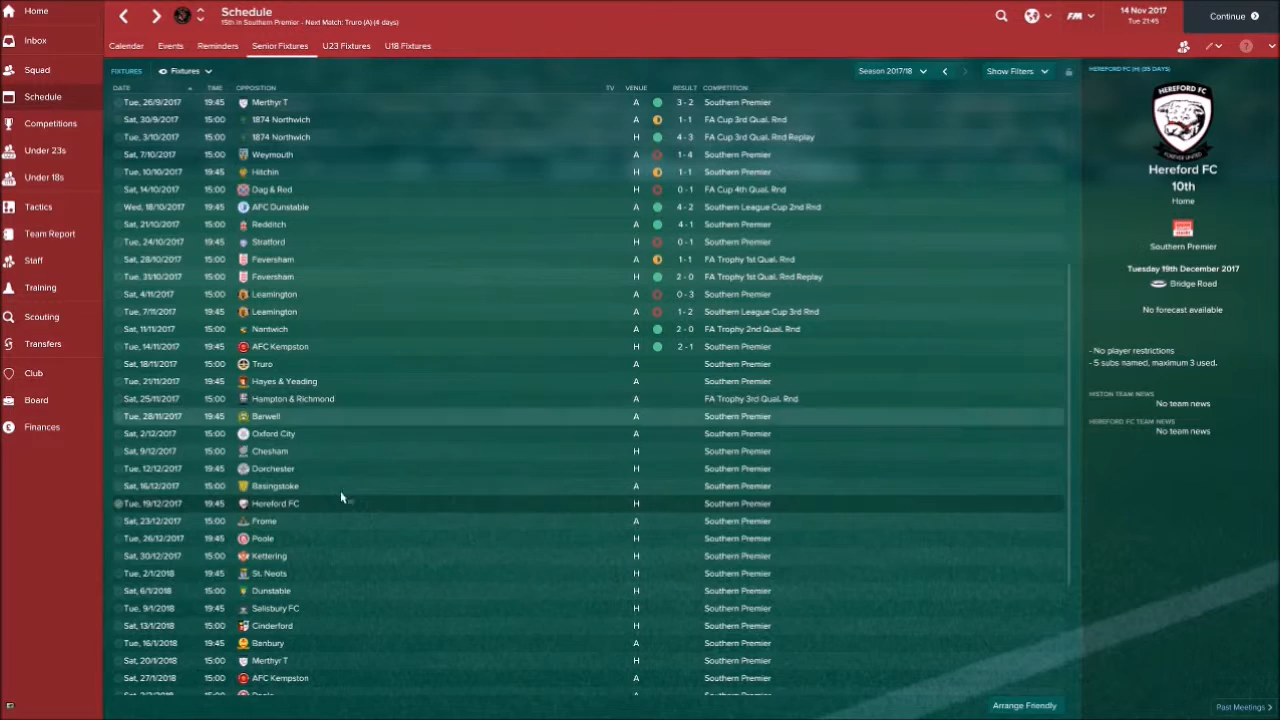 Home
Inbox
Squad
Schedule
Competitions
Under 23s
Under 18s
Tactics
Team Report
Staff
Training
Scouting
Transfers
Club
Board
Finances
Schedule
15th in Southern Premier - Next Match: Truro (A) (4 days)
FM
14 Nov 2017
Tue 21:45
Continue
Calendar Events Reminders Senior Fixtures U23 Fixtures U18 Fixtures
FIXTURES Fixtures Season 2017/18 Show Filters
DATE TIME OPPOSITION TV VENUE RESULT COMPETITION
Tue, 26/9/2017 19:45 Merthyr T A 3 - 2 Southern Premier
Sat, 30/9/2017 15:00 1874 Northwich A 1-1 FA Cup 3rd Qual. Rnd
Tue, 3/10/2017 15:00 1874 Northwich H 4 - 3 FA Cup 3rd Qual. Rnd Replay
Sat, 7/10/2017 15:00 Weymouth A 1 - 4 Southern Premier
Tue, 10/10/2017 19:45 Hitchin H 1-1 Southern Premier
Sat, 14/10/2017 15:00 Dag & Red H 0 - 1 FA Cup 4th Qual. Rnd
Wed, 18/10/2017 19:45 AFC Dunstable A 4 - 2 Southern League Cup 2nd Rnd
Sat, 21/10/2017 15:00 Redditch A 4 - 1 Southern Premier
Tue, 24/10/2017 19:45 Stratford H 0 - 1 Southern Premier
Sat, 28/10/2017 15:00 Faversham A 1-1 FA Trophy 1st Qual. Rnd
Tue, 31/10/2017 15:00 Faversham H 2 - 0 FA Trophy 1st Qual. Rnd Replay
Sat, 4/11/2017 15:00 Leamington A 0 - 3 Southern Premier
Tue, 7/11/2017 19:45 Leamington A 1 - 2 Southern League Cup 3rd Rnd
Sat, 11/11/2017 15:00 Nantwich A 2 - 0 FA Trophy 2nd Qual. Rnd
Tue, 14/11/2017 19:45 AFC Kempston H 2 - 1 Southern Premier
Sat, 18/11/2017 15:00 Truro A Southern Premier
Tue, 21/11/2017 19:45 Hayes & Yeading A Southern Premier
Sat, 25/11/2017 15:00 Hampton & Richmond A FA Trophy 3rd Qual. Rnd
Tue, 28/11/2017 19:45 Barwell A Southern Premier
Sat, 2/12/2017 15:00 Oxford City A Southern Premier
Sat, 9/12/2017 15:00 Chesham H Southern Premier
Tue, 12/12/2017 19:45 Dorchester H Southern Premier
Sat, 16/12/2017 15:00 Basingstoke A Southern Premier
Tue, 19/12/2017 19:45 Hereford FC H Southern Premier
Sat, 23/12/2017 15:00 Frome A Southern Premier
Tue, 26/12/2017 19:45 Poole H Southern Premier
Sat, 30/12/2017 15:00 Kettering H Southern Premier
Tue, 2/1/2018 19:45 St. Neots H Southern Premier
Sat, 6/1/2018 15:00 Dunstable H Southern Premier
Tue, 9/1/2018 19:45 Salisbury FC H Southern Premier
Sat, 13/1/2018 15:00 Cinderford H Southern Premier
Tue, 16/1/2018 19:45 Banbury A Southern Premier
Sat, 20/1/2018 15:00 Merthyr T H Southern Premier
Sat, 27/1/2018 15:00 AFC Kempston A Southern Premier
Arrange Friendly
HEREFORD FC (H) (35 DAYS)
HEREFORD FC
FOREVER UNITED
Hereford FC
10th
Home
Southern Premier
Tuesday 19th December 2017
Bridge Road
No forecast available
- No player restrictions
- 5 subs named, maximum 3 used.
HISTON TEAM NEWS
No team news
HEREFORD FC TEAM NEWS
No team news
Past Meetings